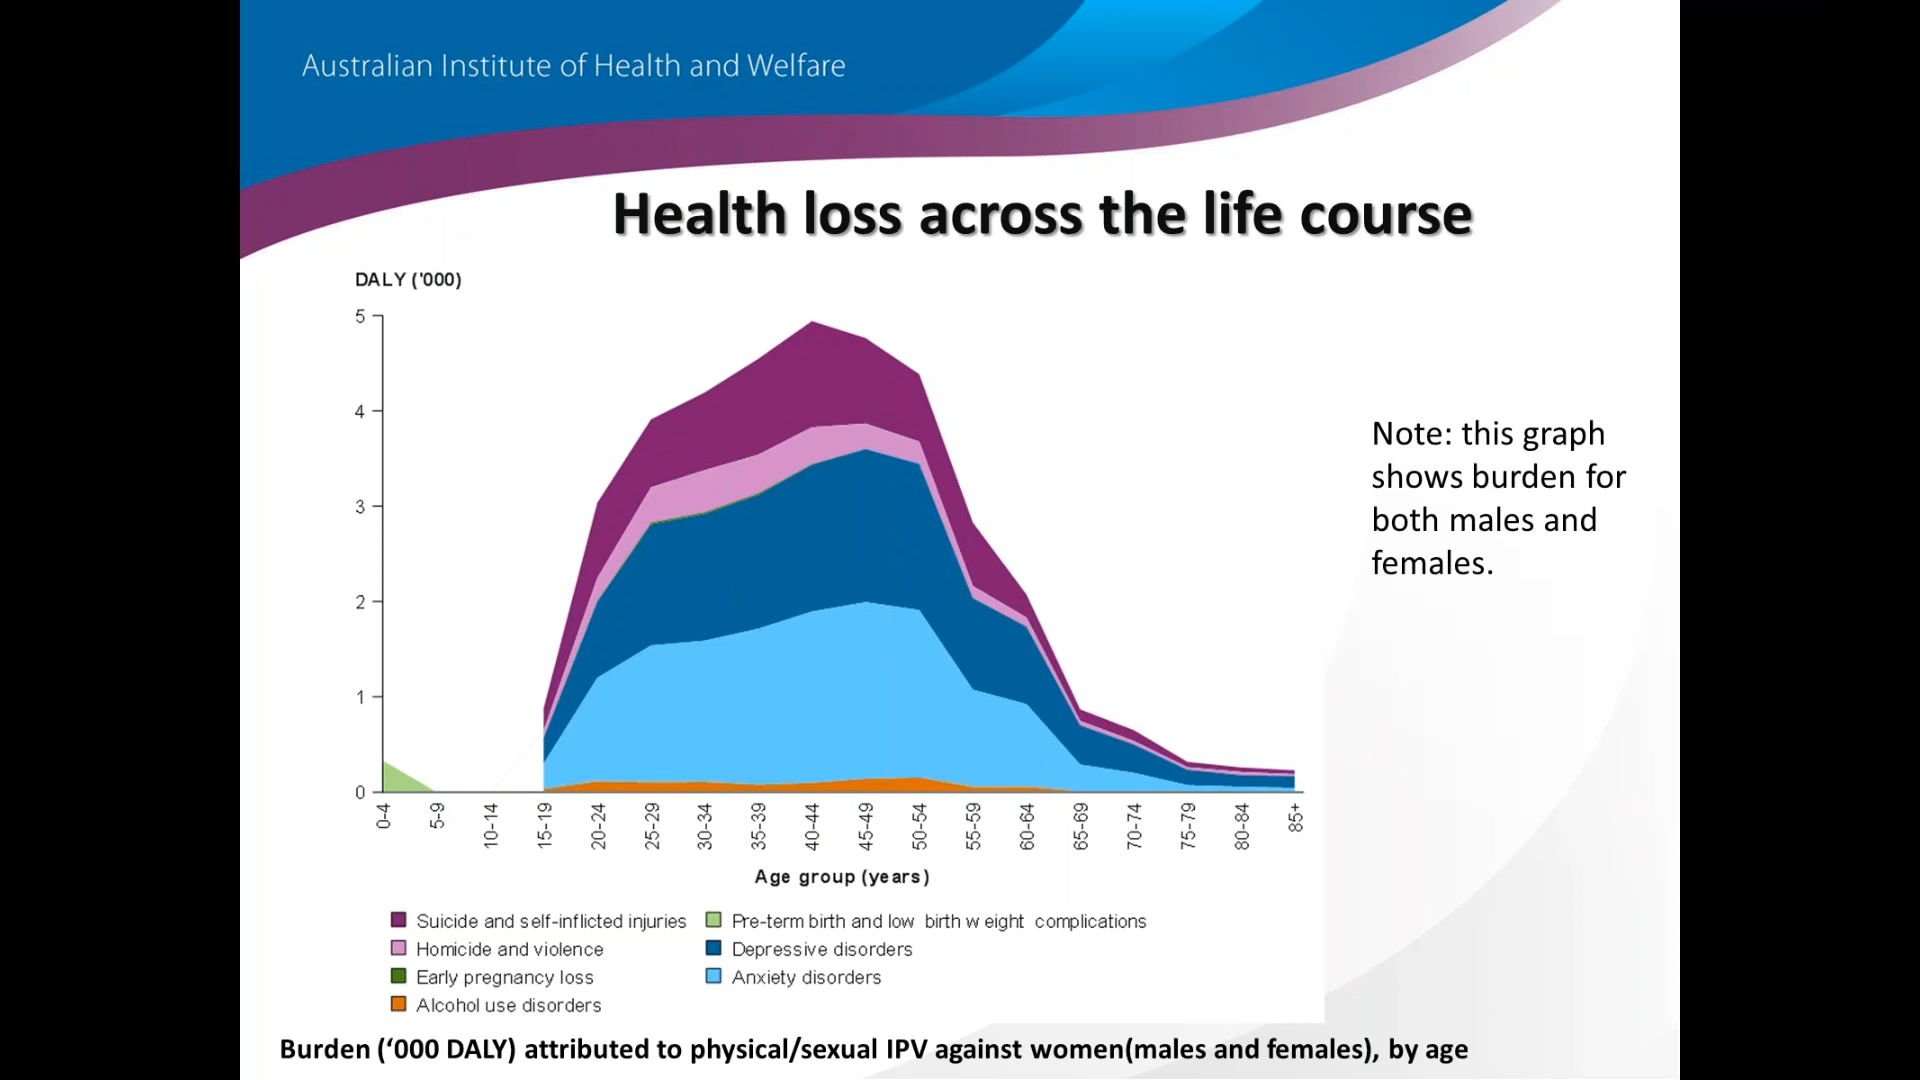 Australian Institute of Health and Welfare
Health loss across the life course
DALY ('000)
5
4
3
2
1
0
0-4
5-9
10-14
15-19
20-24
25-29
30-34
35-39
40-44
45-49
50-54
55-59
60-64
65-69
70-74
75-79
80-84
85+
Age group (years)
Suicide and self-inflicted injuries
Pre-term birth and low birth w eight complications
Homicide and violence
Depressive disorders
Early pregnancy loss
Anxiety disorders
Alcohol use disorders
Note: this graph
shows burden for
both males and
females.
Burden (‘000 DALY) attributed to physical/sexual IPV against women(males and females), by age